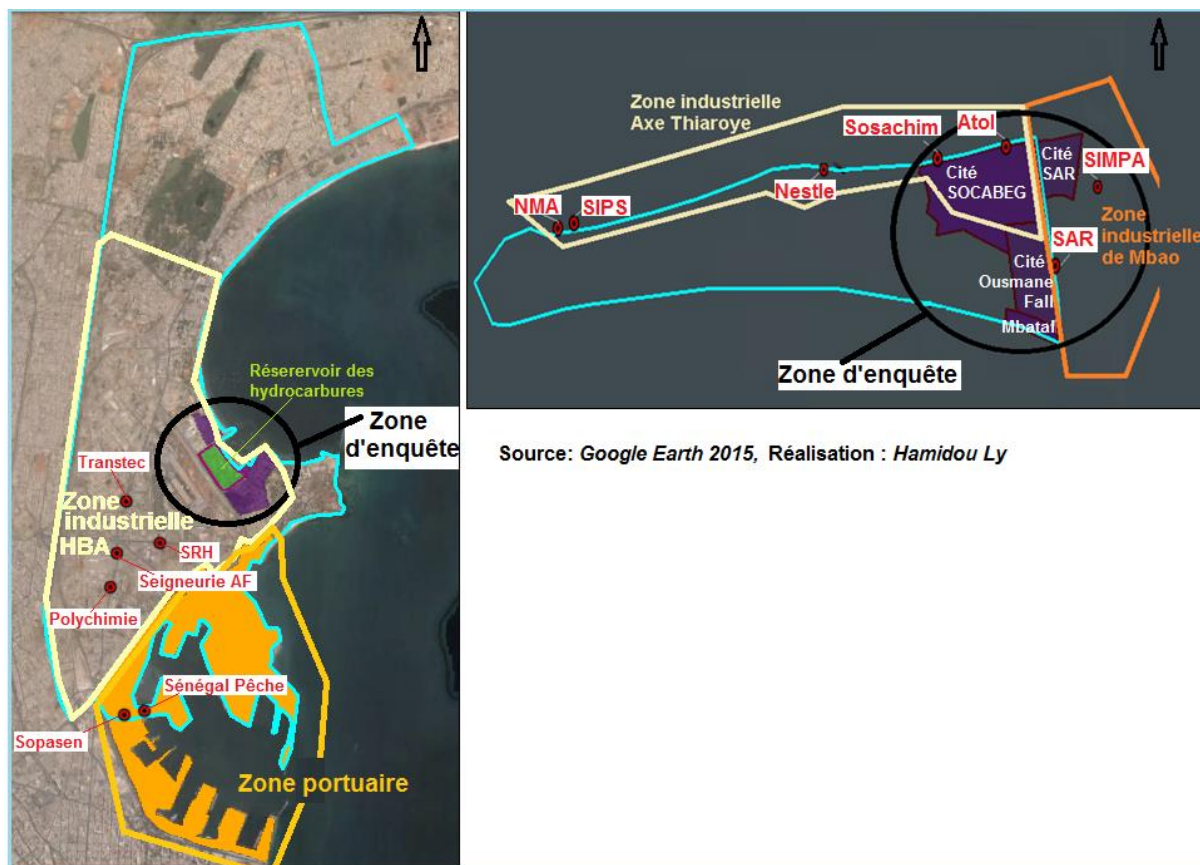 Réserervoir des
hydrocarbures
Zone
d'enquête
Transtec
Zone
industrielle
HBA
SRH
Seigneurie AF
Polychimie
Sénégal Pêche
Sopasen
Zone portuaire
Zone industrielle
Axe Thiaroye
Sosachim
Atol
Cité
SAR
SIMPA
Cité
SOCABEG
Nestle
NMA
SIPS
Zone
industrielle
de Mbao
SAR
Cité
Ousmane
Fall
Mbatal
Zone d'enquête
Source: Google Earth 2015, Réalisation : Hamidou Ly